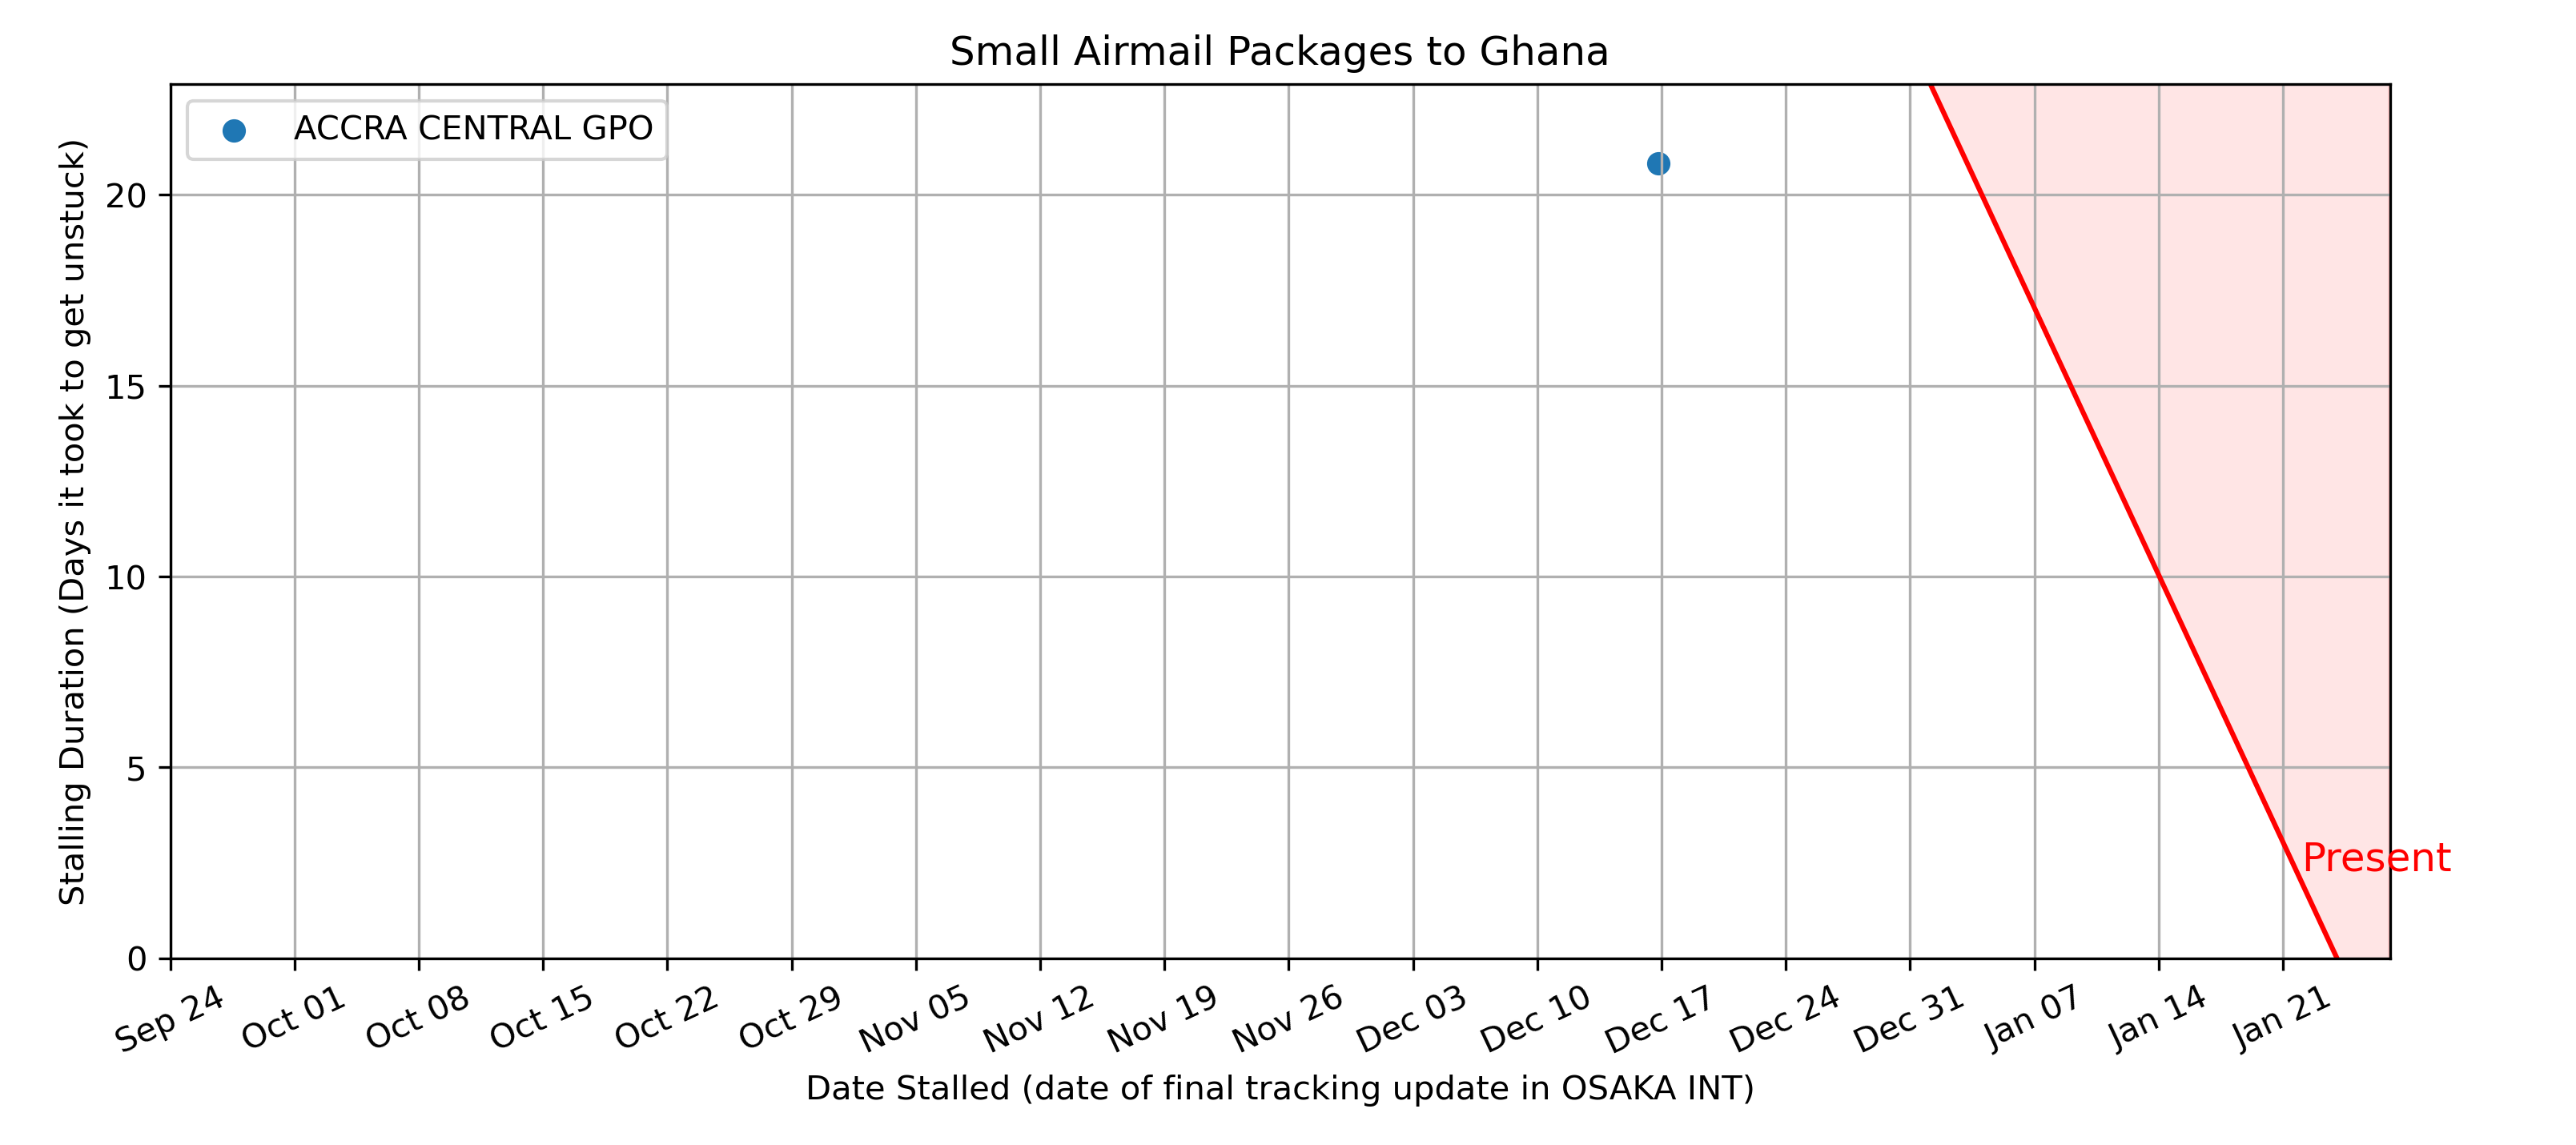 Small Airmail Packages to Ghana
ACCRA CENTRAL GPO
Stalling Duration (Days it took to get unstuck)
20
15
10
5
0
Present
Sep 24
Oct 01
Oct 08
Oct 15
Oct 22
Oct 29
Nov 05
Nov 12
Nov 19
Nov 26
Dec 03
Dec 10
Dec 17
Dec 24
Dec 31
Jan 07
Jan 14
Jan 21
Date Stalled (date of final tracking update in OSAKA INT)